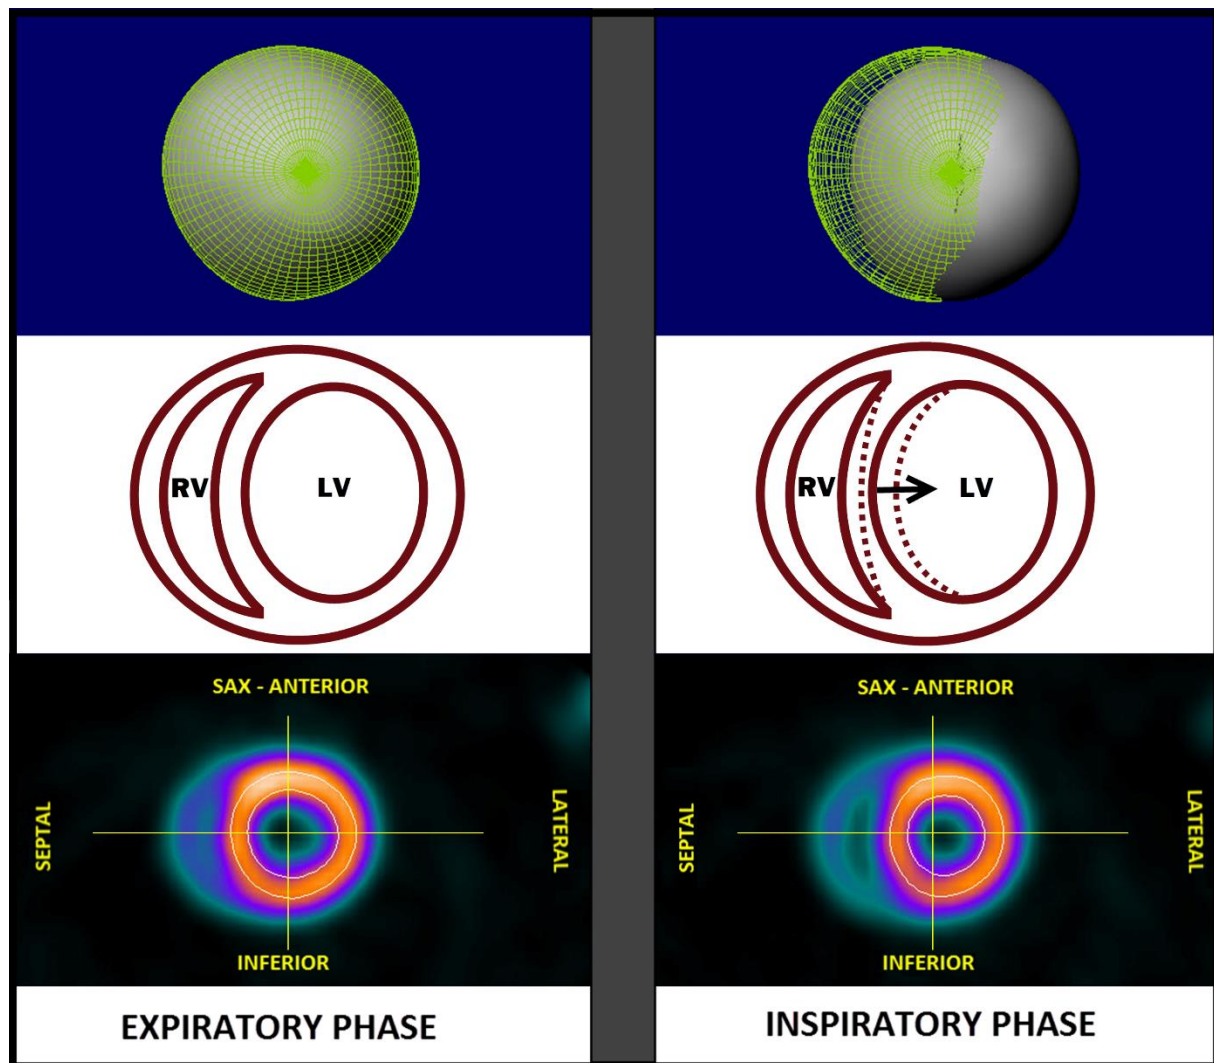 RV
LV
RV
LV
SAX - ANTERIOR
SEPTAL
LATERAL
INFERIOR
SAX - ANTERIOR
SEPTAL
LATERAL
INFERIOR
EXPIRATORY PHASE
INSPIRATORY PHASE